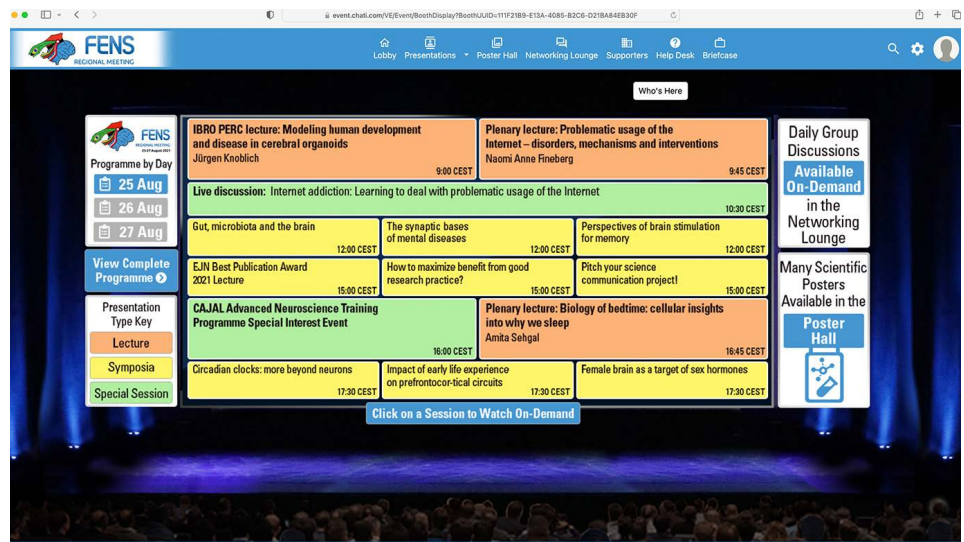 event.chati.com/VE/Event/BoothDisplay?BoothUUID=111F21B9-E13A-4085-B2C6-D21BA84EB30F
FENS
REGIONAL MEETING
Lobby Presentations Poster Hall Networking Lounge Supporters Help Desk Briefcase
Who's Here
FENS
REGIONAL MEETING
25-27 August 2021
Programme by Day
25 Aug
26 Aug
27 Aug
View Complete
Programme
Presentation
Type Key
Lecture
Symposia
Special Session
IBRO PERC lecture: Modeling human development
and disease in cerebral organoids
Jürgen Knoblich
9:00 CEST
Plenary lecture: Problematic usage of the
Internet – disorders, mechanisms and interventions
Naomi Anne Fineberg
9:45 CEST
Live discussion: Internet addiction: Learning to deal with problematic usage of the Internet
10:30 CEST
Gut, microbiota and the brain
12:00 CEST
The synaptic bases
of mental diseases
12:00 CEST
Perspectives of brain stimulation
for memory
12:00 CEST
EJN Best Publication Award
2021 Lecture
15:00 CEST
How to maximize benefit from good
research practice?
15:00 CEST
Pitch your science
communication project!
15:00 CEST
CAJAL Advanced Neuroscience Training
Programme Special Interest Event
16:00 CEST
Plenary lecture: Biology of bedtime: cellular insights
into why we sleep
Amita Sehgal
16:45 CEST
Circadian clocks: more beyond neurons
17:30 CEST
Impact of early life experience
on prefrontocor-tical circuits
17:30 CEST
Female brain as a target of sex hormones
17:30 CEST
Click on a Session to Watch On-Demand
Daily Group
Discussions
Available
On-Demand
in the
Networking
Lounge
Many Scientific
Posters
Available in the
Poster
Hall